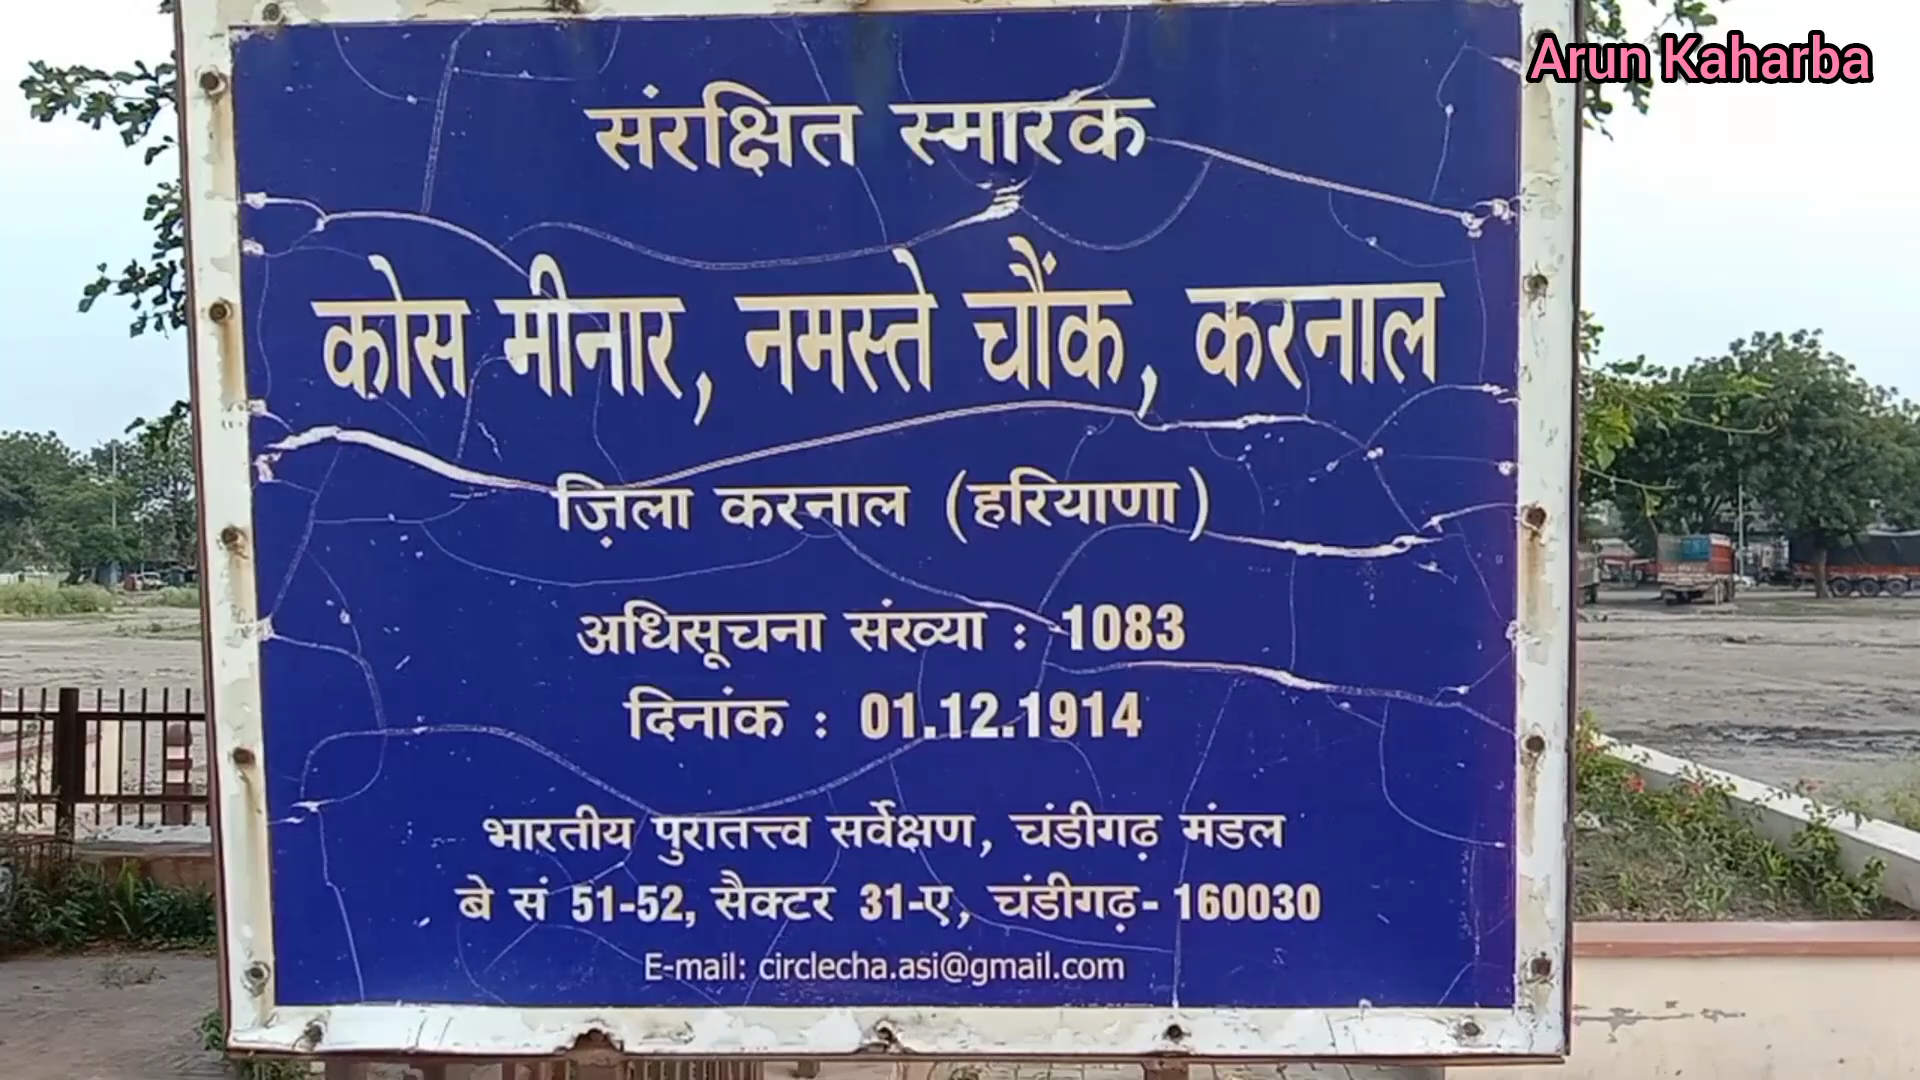 Arun Kaharba
संरक्षित स्मारक
कोस मीनार, नमस्ते चौंक, करनाल
ज़िला करनाल (हरियाणा)
अधिसूचना संख्या : 1083
दिनांक : 01.12.1914
भारतीय पुरातत्त्व सर्वेक्षण, चंडीगढ़ मंडल
बे सं 51-52, सैक्टर 31-ए, चंडीगढ़- 160030
E-mail: circlecha.asi@gmail.com